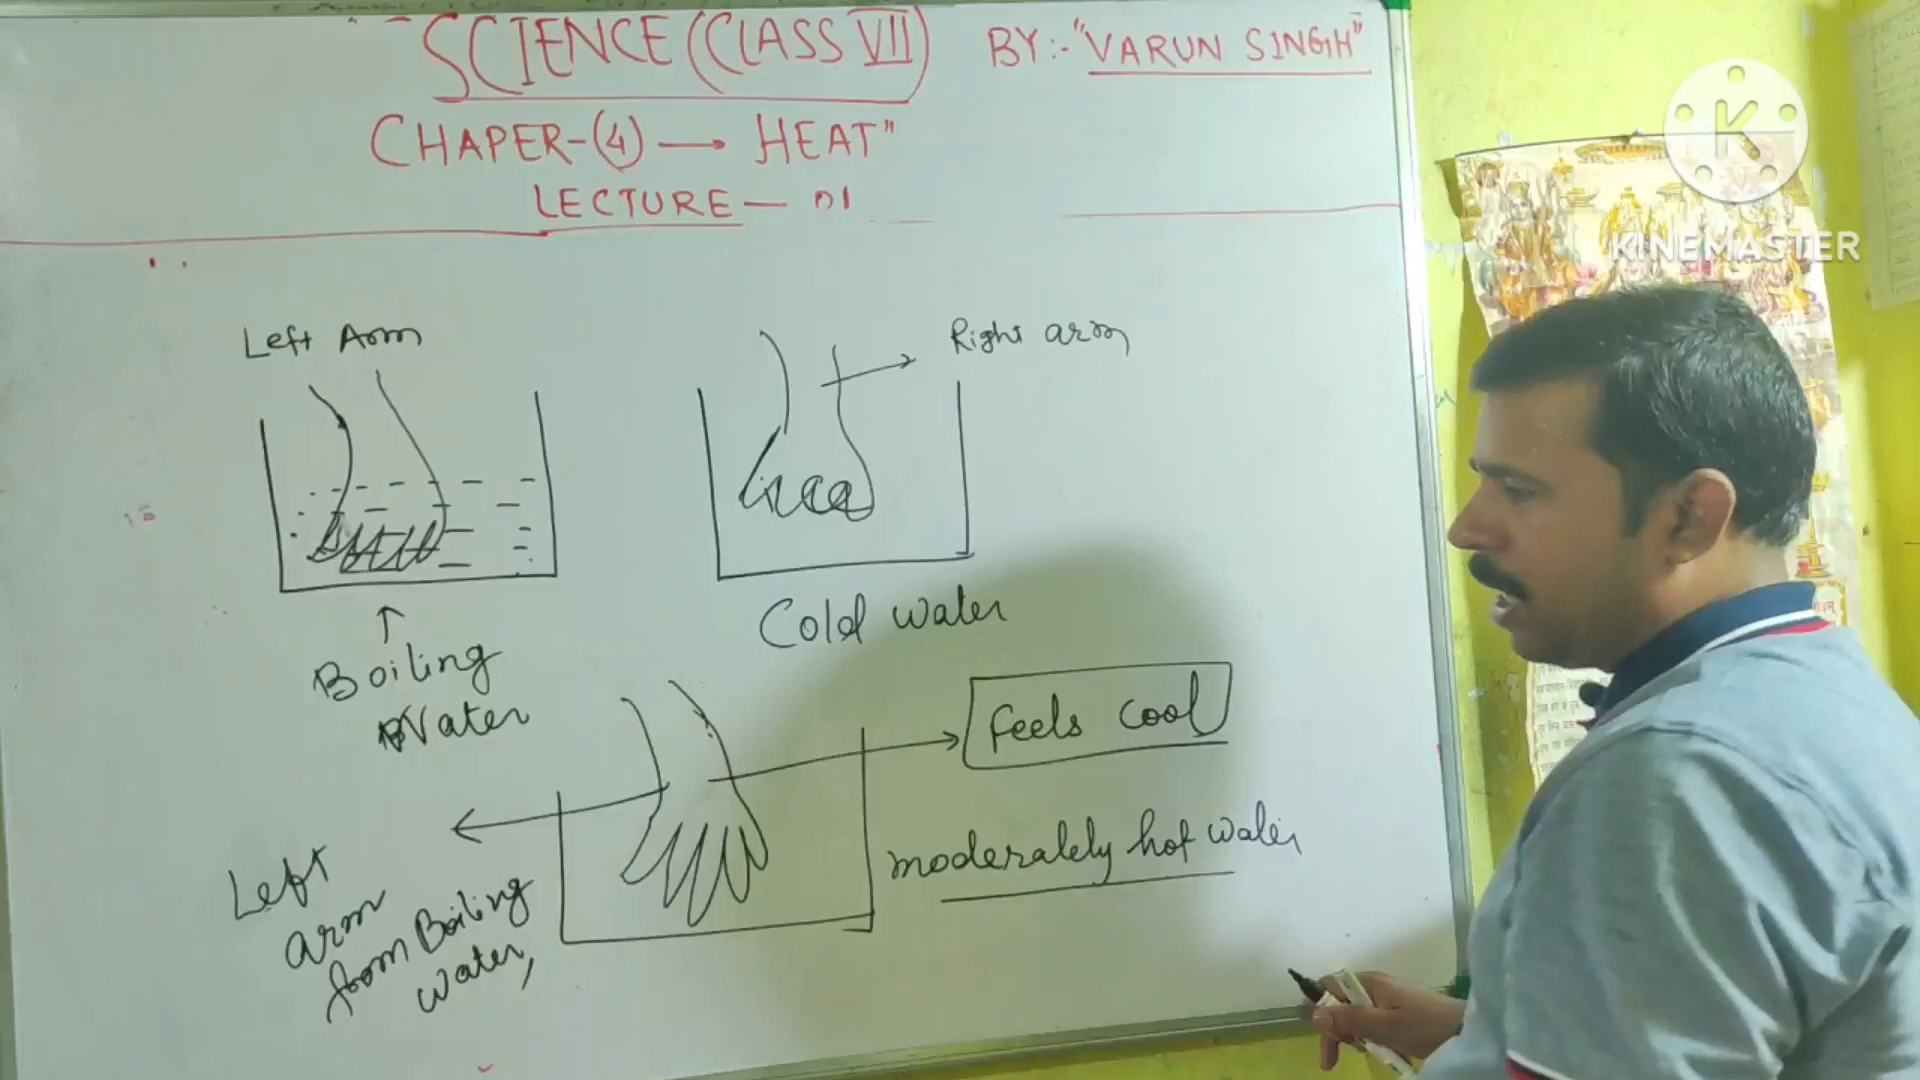 SCIENCE (CLASS VII)
BY:- "VARUN SINGH"
CHAPER-(4) → HEAT"
LECTURE — 01
Left Arm
Right arm
Boiling
Water
Cold water
feels cool
moderately hot water
Left
arm
from Boiling
water,
K
KINEMASTER